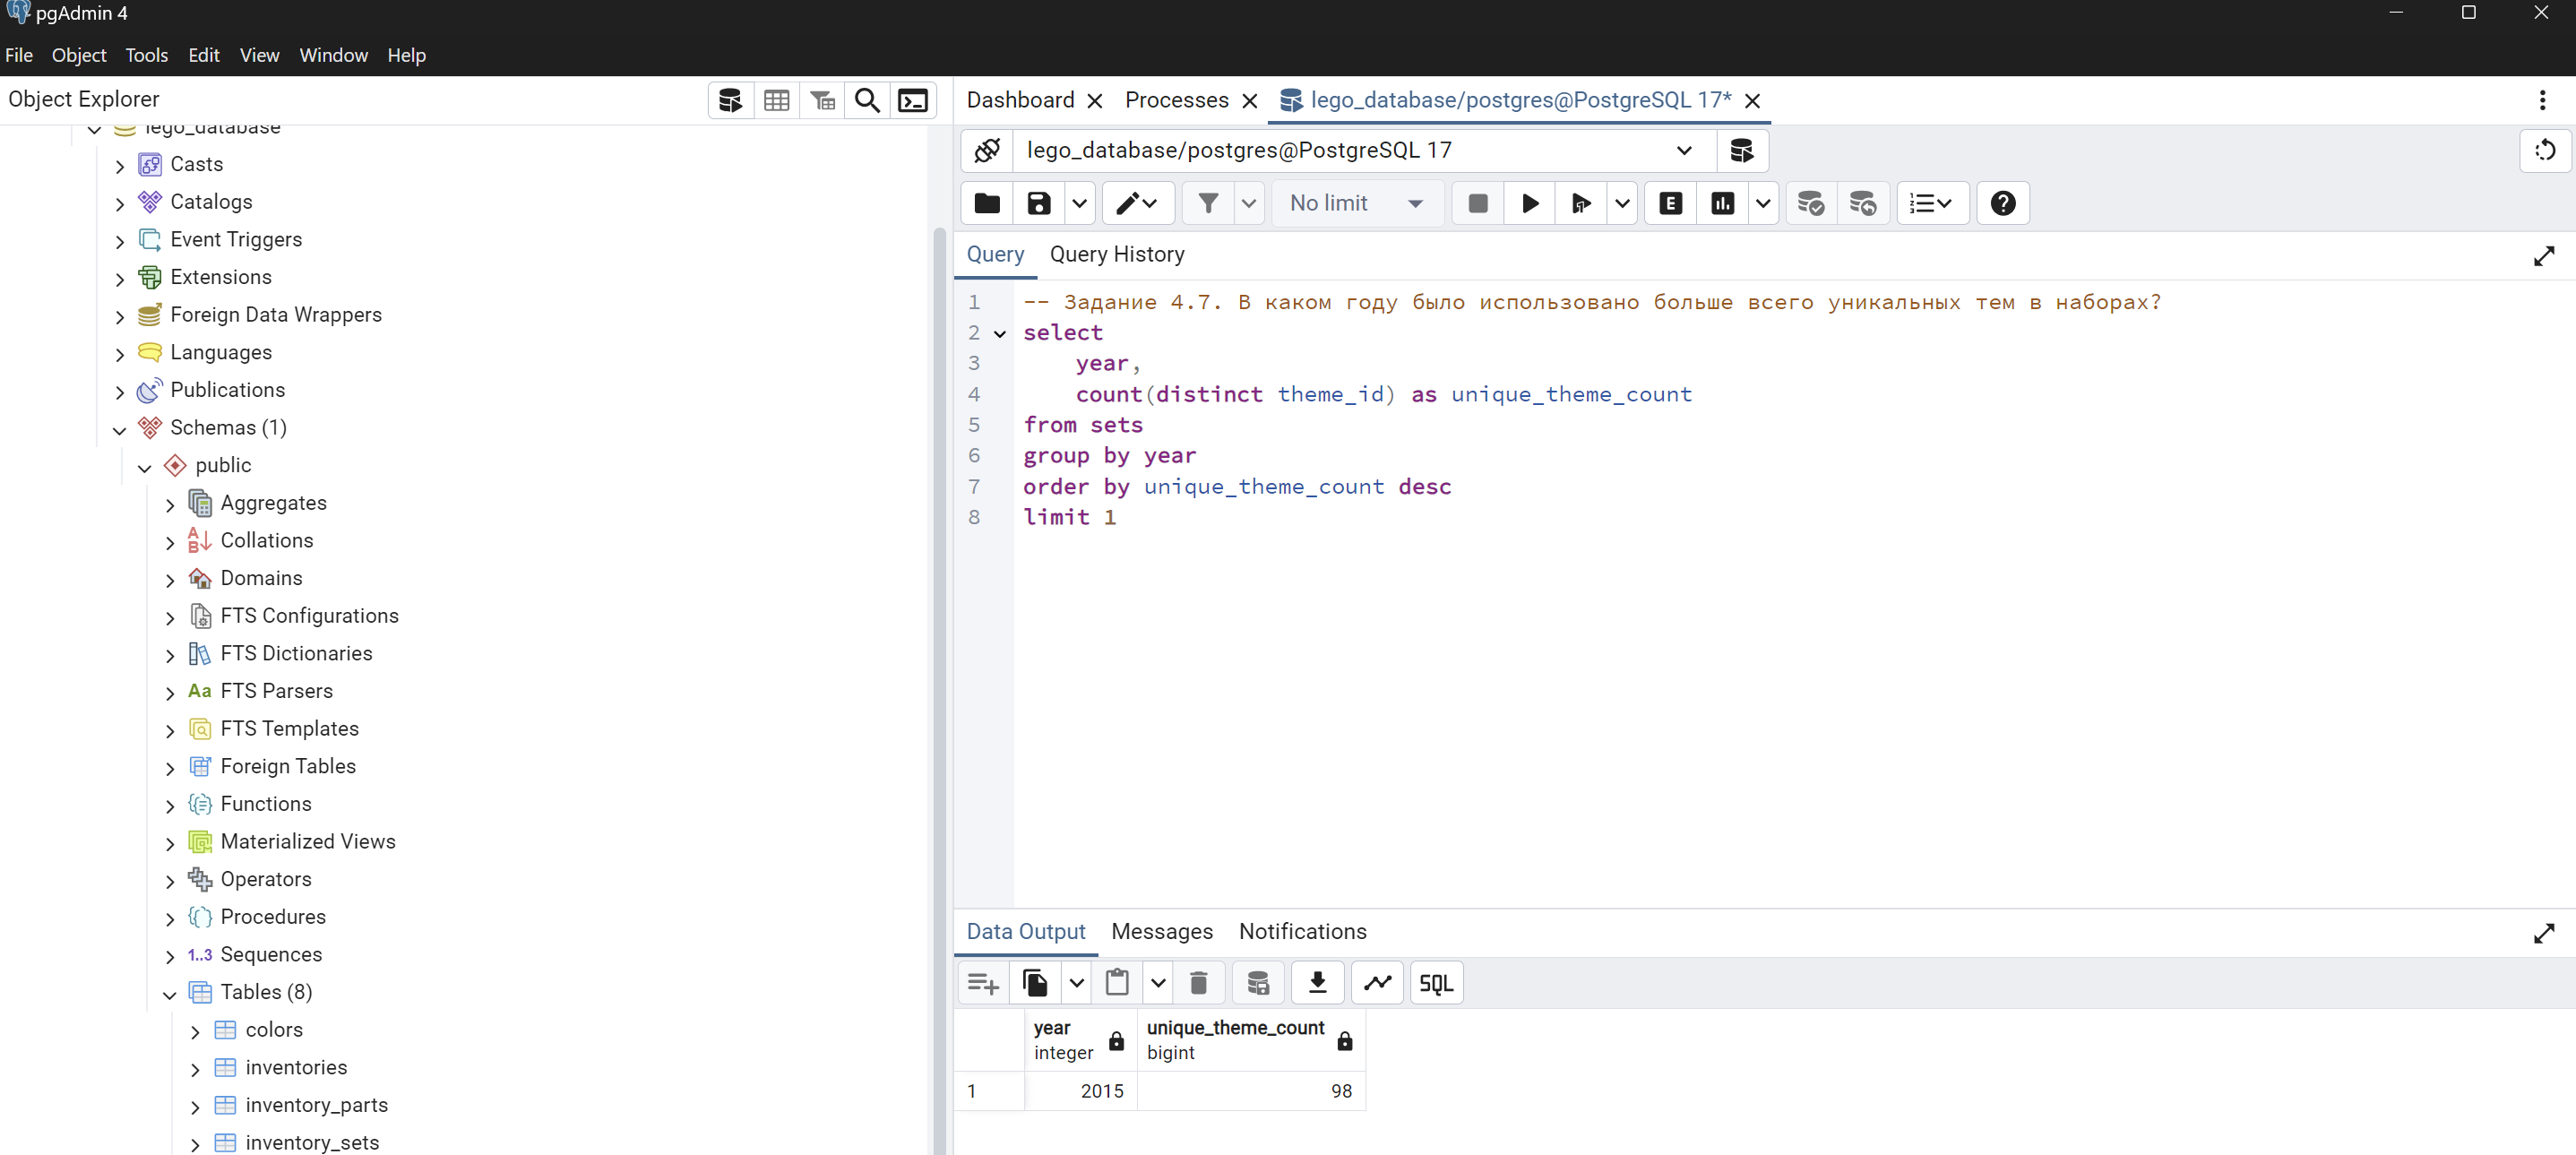 pgAdmin 4
File Object Tools Edit View Window Help
Object Explorer
lego_database
Casts
Catalogs
Event Triggers
Extensions
Foreign Data Wrappers
Languages
Publications
Schemas (1)
public
Aggregates
Collations
Domains
FTS Configurations
FTS Dictionaries
Aa FTS Parsers
FTS Templates
Foreign Tables
Functions
Materialized Views
Operators
Procedures
1..3 Sequences
Tables (8)
colors
inventories
inventory_parts
inventory_sets
Dashboard Processes lego_database/postgres@PostgreSQL 17*
lego_database/postgres@PostgreSQL 17
No limit E
Query Query History
1 -- Задание 4.7. В каком году было использовано больше всего уникальных тем в наборах?
2 select
3 year,
4 count(distinct theme_id) as unique_theme_count
5 from sets
6 group by year
7 order by unique_theme_count desc
8 limit 1
Data Output Messages Notifications
SQL
year unique_theme_count
integer bigint
1 2015 98